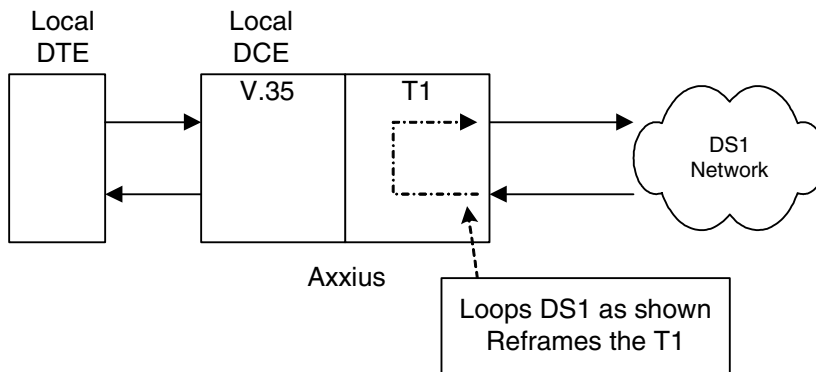 Local
DTE
Local
DCE
V.35
T1
DS1
Network
Axxius
Loops DS1 as shown
Reframes the T1